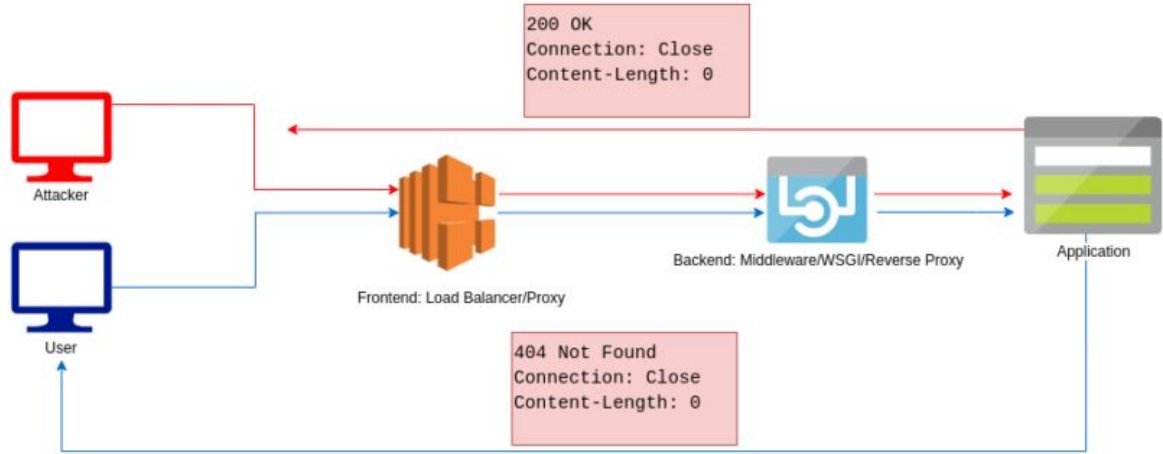 200 OK
Connection: Close
Content-Length: 0
Attacker
Application
Backend: Middleware/WSGI/Reverse Proxy
Frontend: Load Balancer/Proxy
User
404 Not Found
Connection: Close
Content-Length: 0